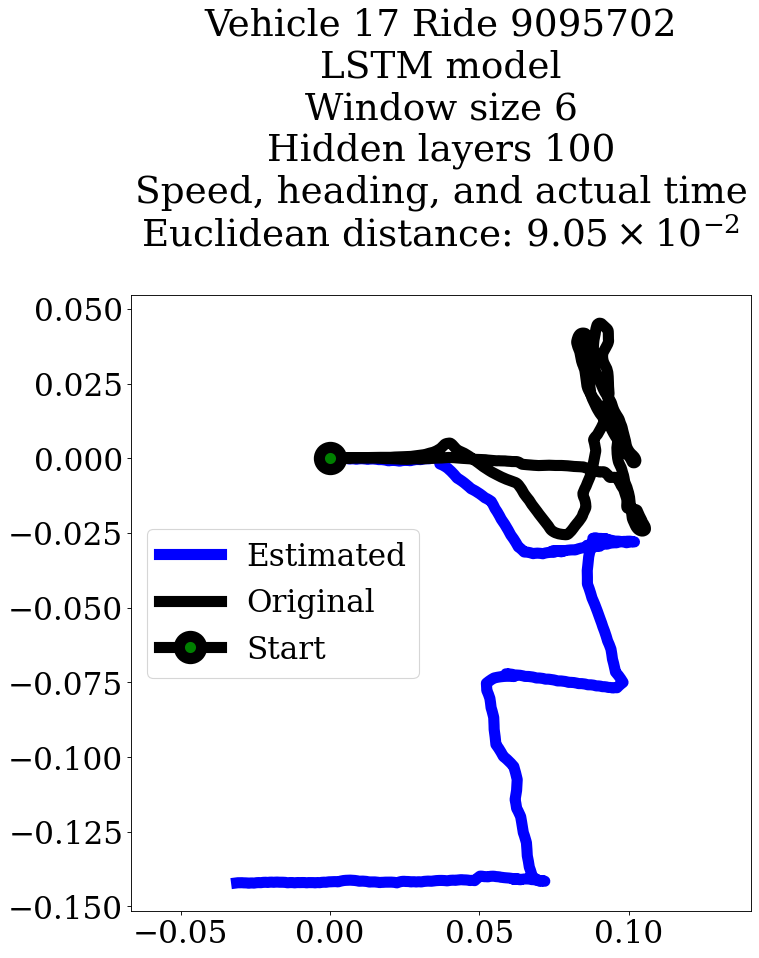 Vehicle 17 Ride 9095702
LSTM model
Window size 6
Hidden layers 100
Speed, heading, and actual time
Euclidean distance: 9.05 × 10⁻²
0.050
0.025
0.000
−0.025
−0.050
−0.075
−0.100
−0.125
−0.150
Estimated
Original
Start
−0.05 0.00 0.05 0.10